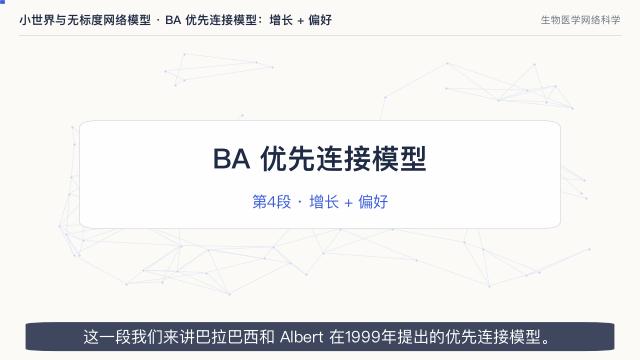 小世界与无标度网络模型 · BA 优先连接模型：增长 + 偏好
生物医学网络科学
BA 优先连接模型
第4段 · 增长 + 偏好
这一段我们来讲巴拉巴西和 Albert 在1999年提出的优先连接模型。